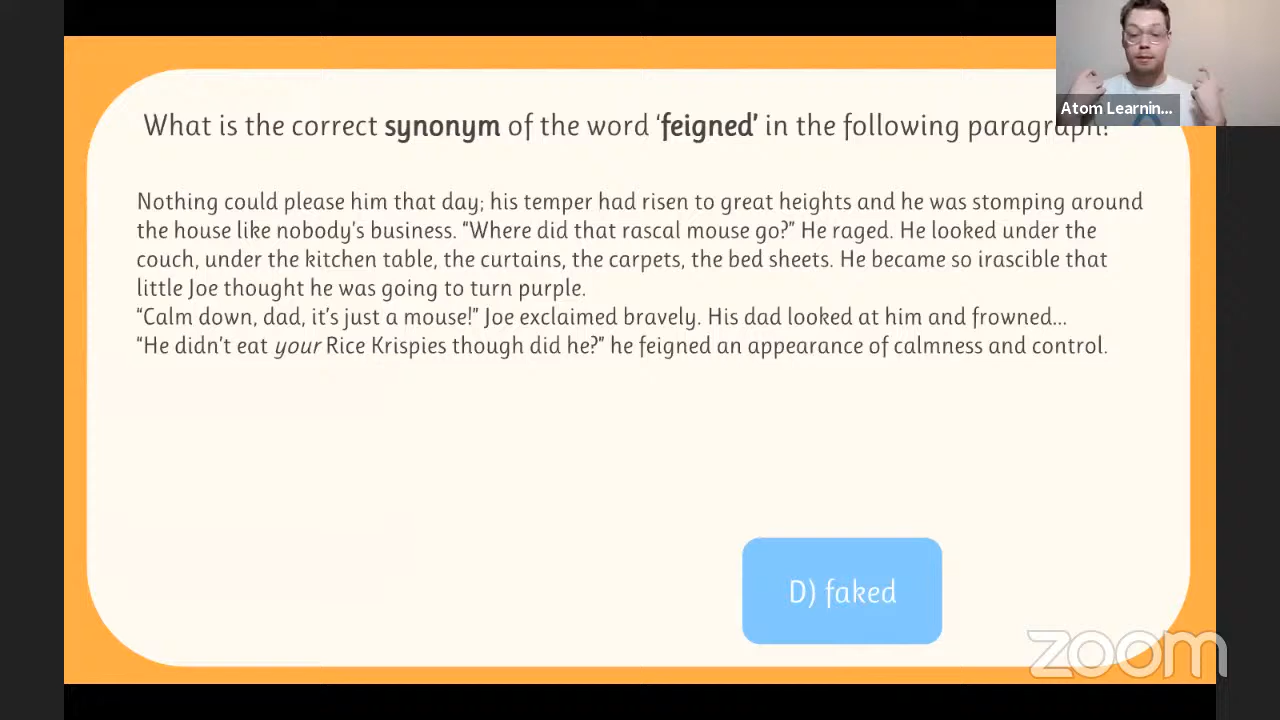 What is the correct synonym of the word ‘feigned’ in the following paragraph?
Atom Learnin...
Nothing could please him that day; his temper had risen to great heights and he was stomping around
the house like nobody’s business. “Where did that rascal mouse go?” He raged. He looked under the
couch, under the kitchen table, the curtains, the carpets, the bed sheets. He became so irascible that
little Joe thought he was going to turn purple.
“Calm down, dad, it’s just a mouse!” Joe exclaimed bravely. His dad looked at him and frowned...
“He didn’t eat your Rice Krispies though did he?” he feigned an appearance of calmness and control.
D) faked
zoom